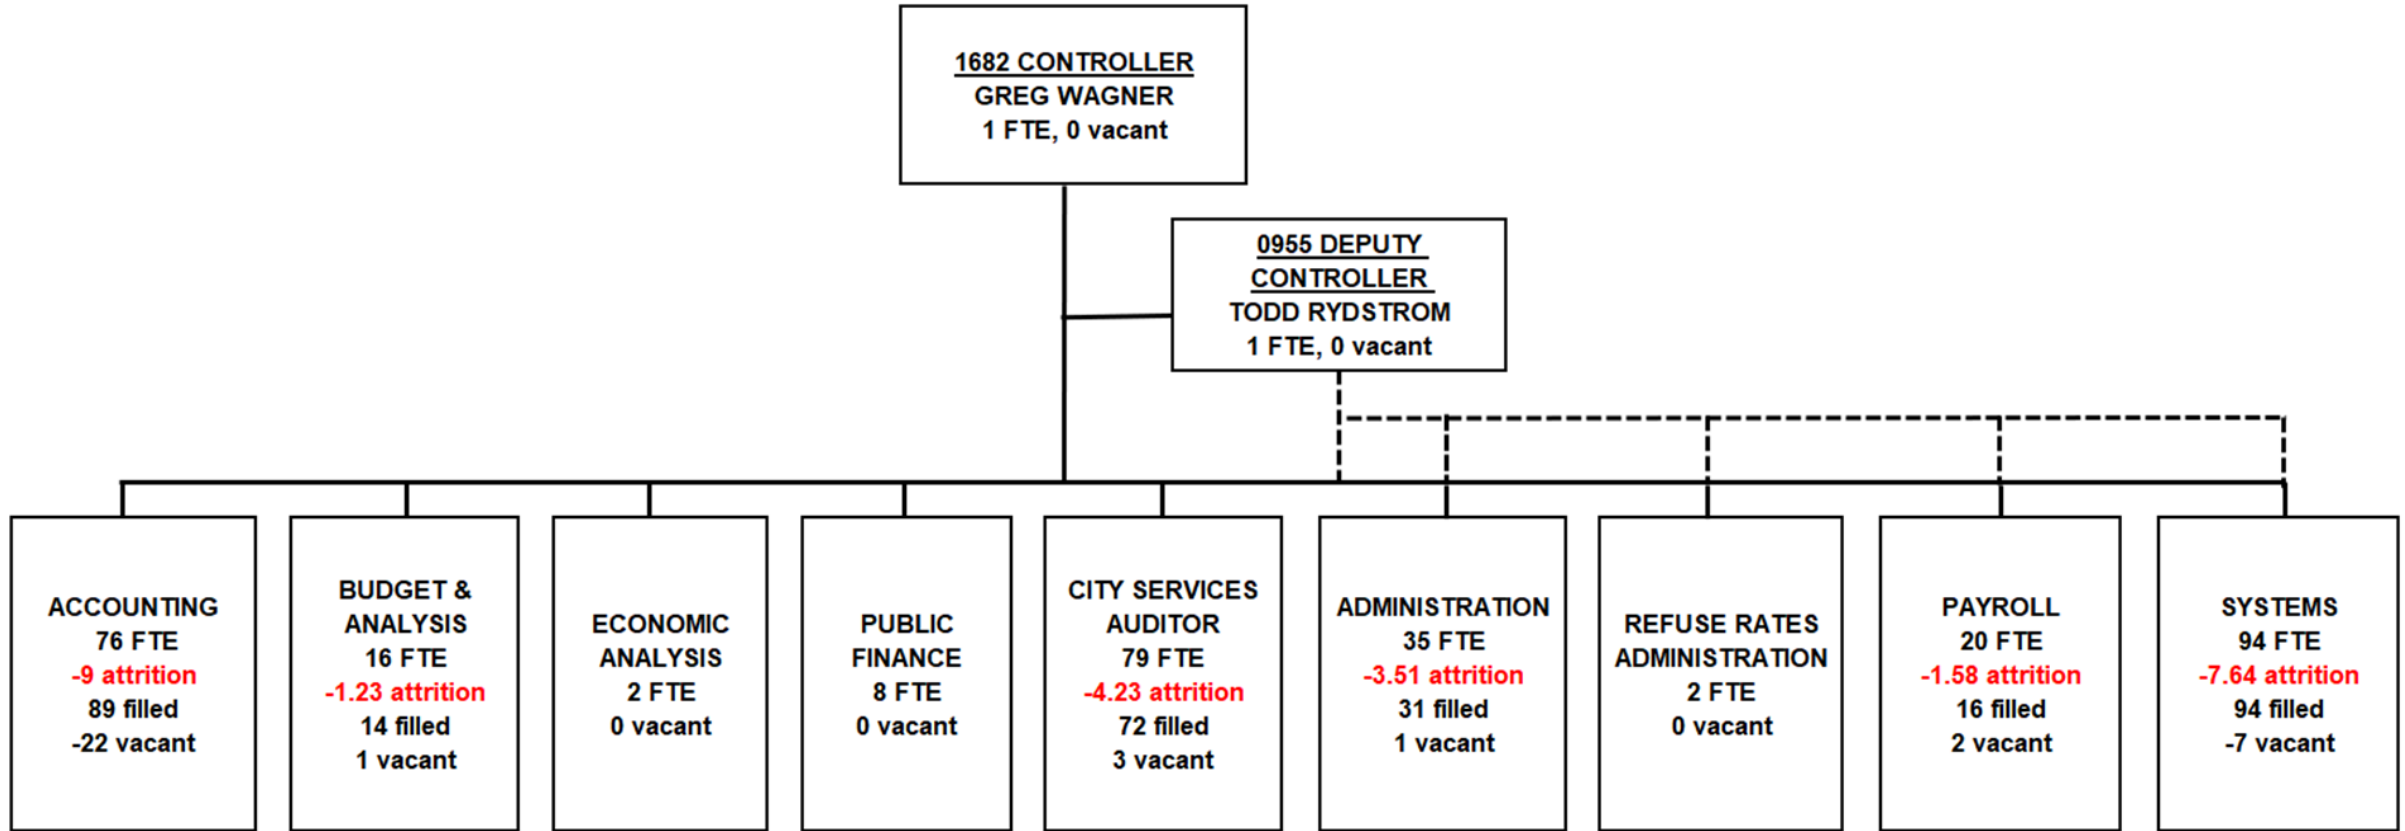 1682 CONTROLLER
GREG WAGNER
1 FTE, 0 vacant
0955 DEPUTY
CONTROLLER
TODD RYDSTROM
1 FTE, 0 vacant
ACCOUNTING
76 FTE
-9 attrition
89 filled
-22 vacant
BUDGET &
ANALYSIS
16 FTE
-1.23 attrition
14 filled
1 vacant
ECONOMIC
ANALYSIS
2 FTE
0 vacant
PUBLIC
FINANCE
8 FTE
0 vacant
CITY SERVICES
AUDITOR
79 FTE
-4.23 attrition
72 filled
3 vacant
ADMINISTRATION
35 FTE
-3.51 attrition
31 filled
1 vacant
REFUSE RATES
ADMINISTRATION
2 FTE
0 vacant
PAYROLL
20 FTE
-1.58 attrition
16 filled
2 vacant
SYSTEMS
94 FTE
-7.64 attrition
94 filled
-7 vacant